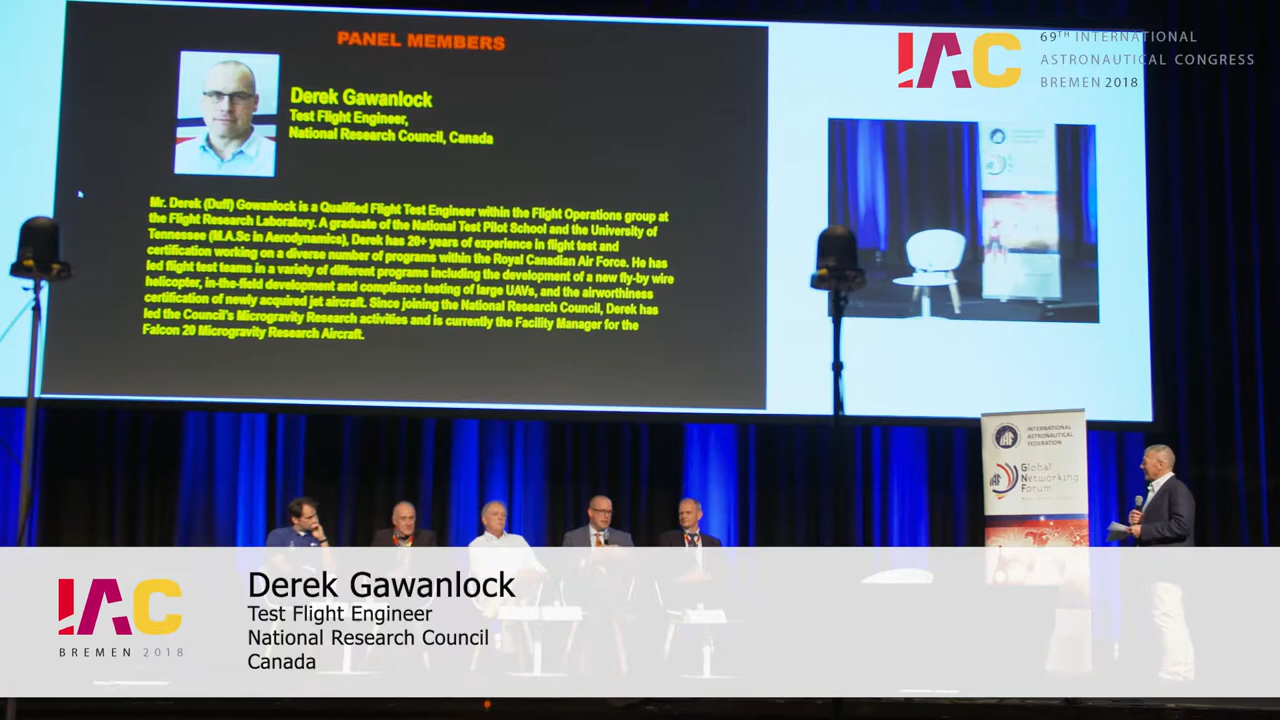 PANEL MEMBERS
Derek Gawanlock
Test Flight Engineer,
National Research Council, Canada
Mr. Derek (Duff) Gowanlock is a Qualified Flight Test Engineer within the Flight Operations group at
the Flight Research Laboratory. A graduate of the National Test Pilot School and the University of
Tennessee (M.A.Sc in Aerodynamics), Derek has 20+ years of experience in flight test and
certification working on a diverse number of programs within the Royal Canadian Air Force. He has
led flight test teams in a variety of different programs including the development of a new fly-by wire
helicopter, in-the-field development and compliance testing of large UAVs, and the airworthiness
certification of newly acquired jet aircraft. Since joining the National Research Council, Derek has
led the Council's Microgravity Research activities and is currently the Facility Manager for the
Falcon 20 Microgravity Research Aircraft.
IAC
69TH INTERNATIONAL
ASTRONAUTICAL CONGRESS
BREMEN 2018
IAF
INTERNATIONAL
ASTRONAUTICAL
FEDERATION
IAF
Global
Networking
Forum
IAC
BREMEN 2018
Derek Gawanlock
Test Flight Engineer
National Research Council
Canada